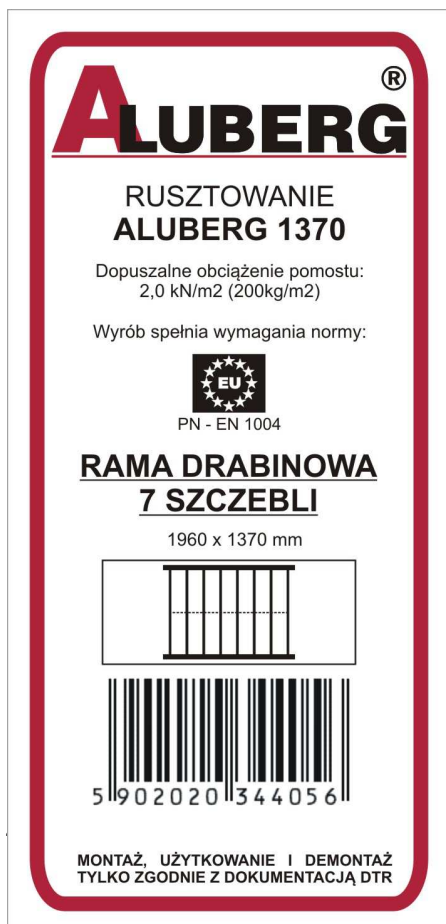 ALUBERG®
RUSZTOWANIE
ALUBERG 1370
Dopuszalne obciążenie pomostu:
2,0 kN/m2 (200kg/m2)
Wyrób spełnia wymagania normy:
EU
PN - EN 1004
RAMA DRABINOWA
7 SZCZEBLI
1960 x 1370 mm
5 902020 344056
MONTAŻ, UŻYTKOWANIE I DEMONTAŻ
TYLKO ZGODNIE Z DOKUMENTACJĄ DTR